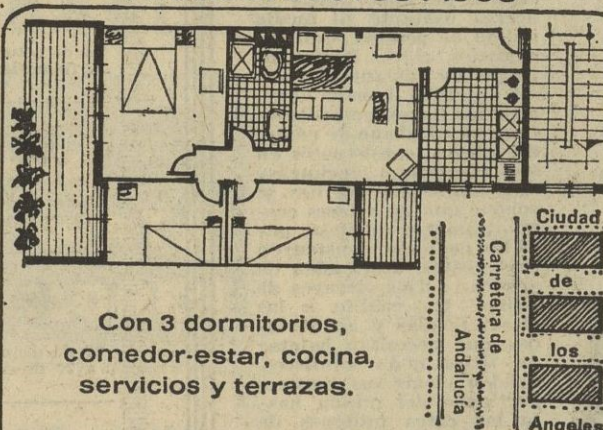 Con 3 dormitorios,
comedor-estar, cocina,
servicios y terrazas.
Carretera de
Andalucía
Ciudad
de
los
Angeles